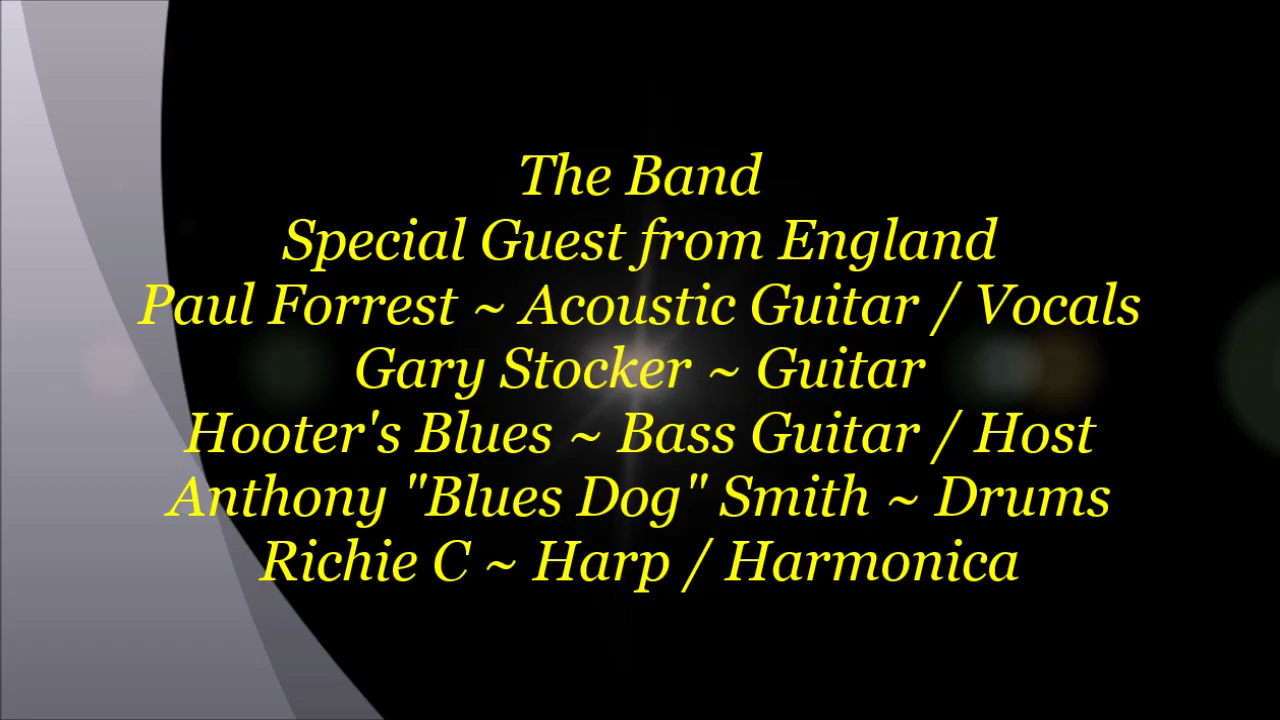 The Band
Special Guest from England
Paul Forrest ~ Acoustic Guitar / Vocals
Gary Stocker ~ Guitar
Hooter's Blues ~ Bass Guitar / Host
Anthony "Blues Dog" Smith ~ Drums
Richie C ~ Harp / Harmonica